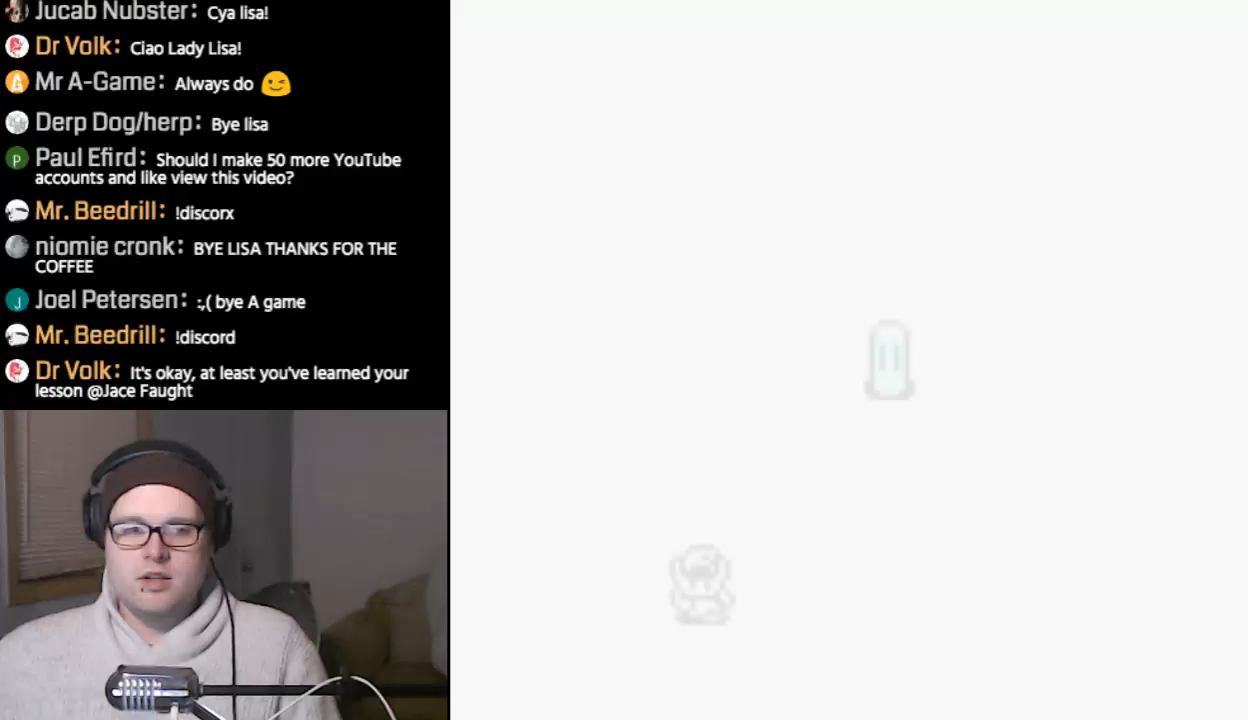 Jucab Nubster: Cya lisa!
Dr Volk: Ciao Lady Lisa!
Mr A-Game: Always do 😉
Derp Dog/herp: Bye lisa
P Paul Efird: Should I make 50 more YouTube
accounts and like view this video?
Mr. Beedrill: !discorx
niomie cronk: BYE LISA THANKS FOR THE
COFFEE
J Joel Petersen: :,( bye A game
Mr. Beedrill: !discord
Dr Volk: It's okay, at least you've learned your
lesson @Jace Faught